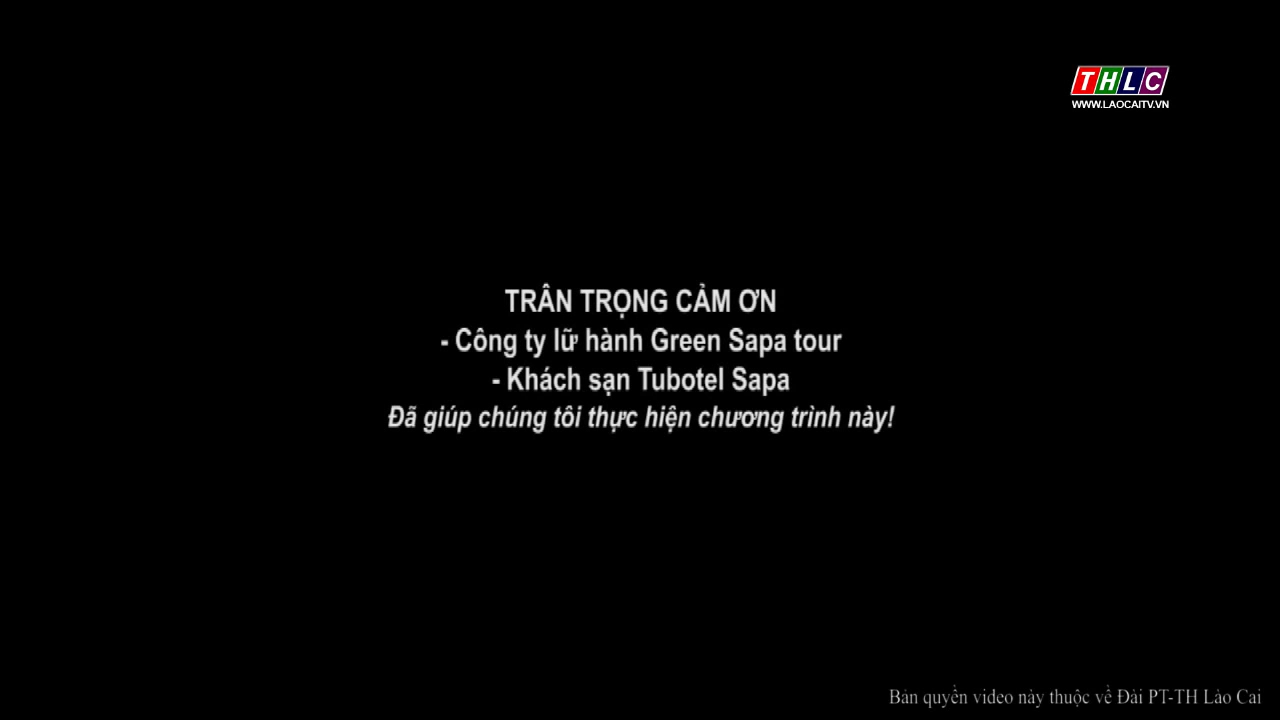 THLC
WWW.LAOCAITV.VN
TRÂN TRỌNG CẢM ƠN
- Công ty lữ hành Green Sapa tour
- Khách sạn Tubotel Sapa
Đã giúp chúng tôi thực hiện chương trình này!
Bản quyền video này thuộc về Đài PT-TH Lào Cai